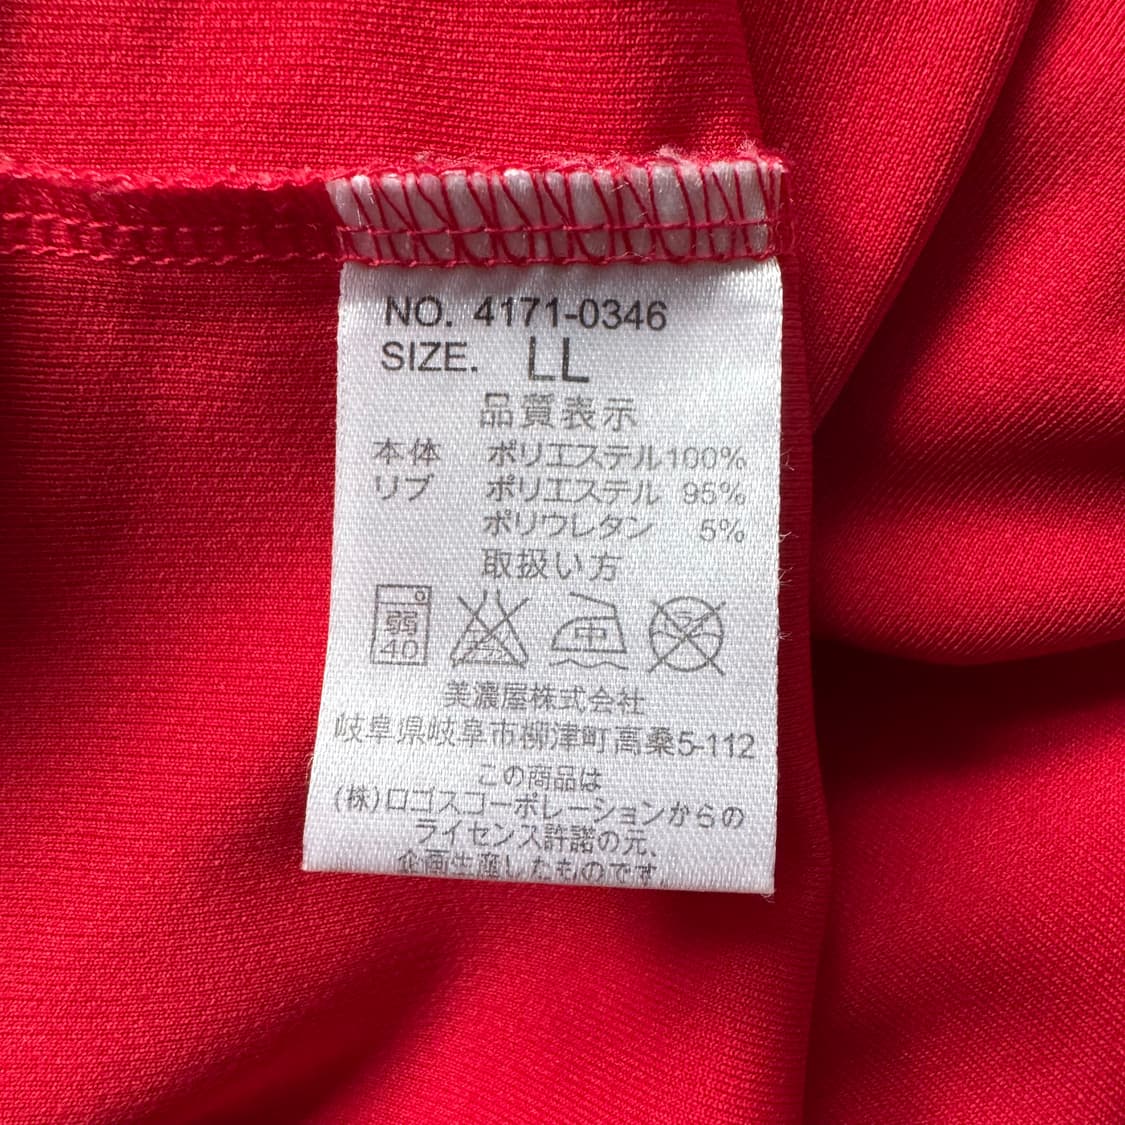 NO. 4171-0346
SIZE. LL
品質表示
本体 ポリエステル100%
リブ ポリエステル 95%
ポリウレタン 5%
取扱い方
弱 40 中
美濃屋株式会社
岐阜県岐阜市柳津町高桑5-112
この商品は
(株)ロゴスコーポレーションからの
ライセンス許諾の元、
企画生産したものです。